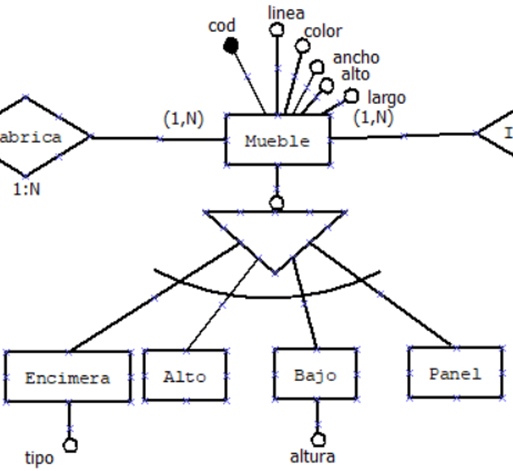 linea
cod
color
ancho
alto
largo
(1,N)
(1,N)
abrica
Mueble
I
1:N
Encimera
Alto
Bajo
Panel
tipo
altura